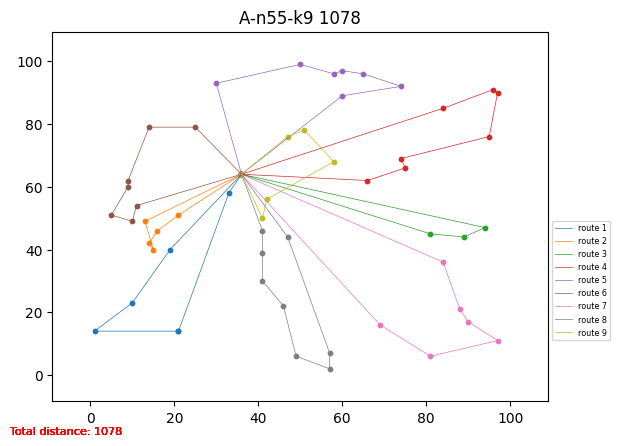 A-n55-k9 1078
100
80
60
40
20
0
0 20 40 60 80 100
route 1
route 2
route 3
route 4
route 5
route 6
route 7
route 8
route 9
Total distance: 1078